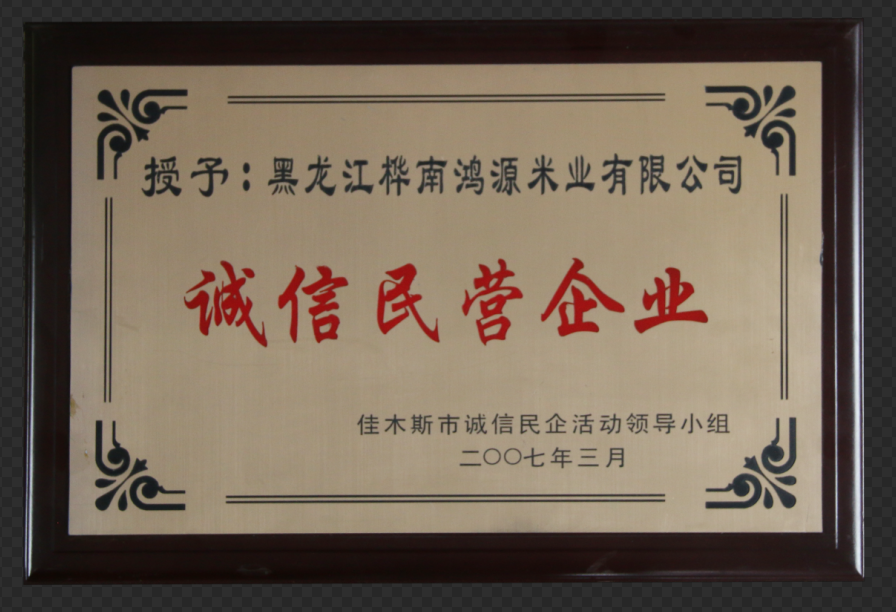 授予：黑龙江桦南鸿源米业有限公司
诚信民营企业
佳木斯市诚信民企活动领导小组
二〇〇七年三月